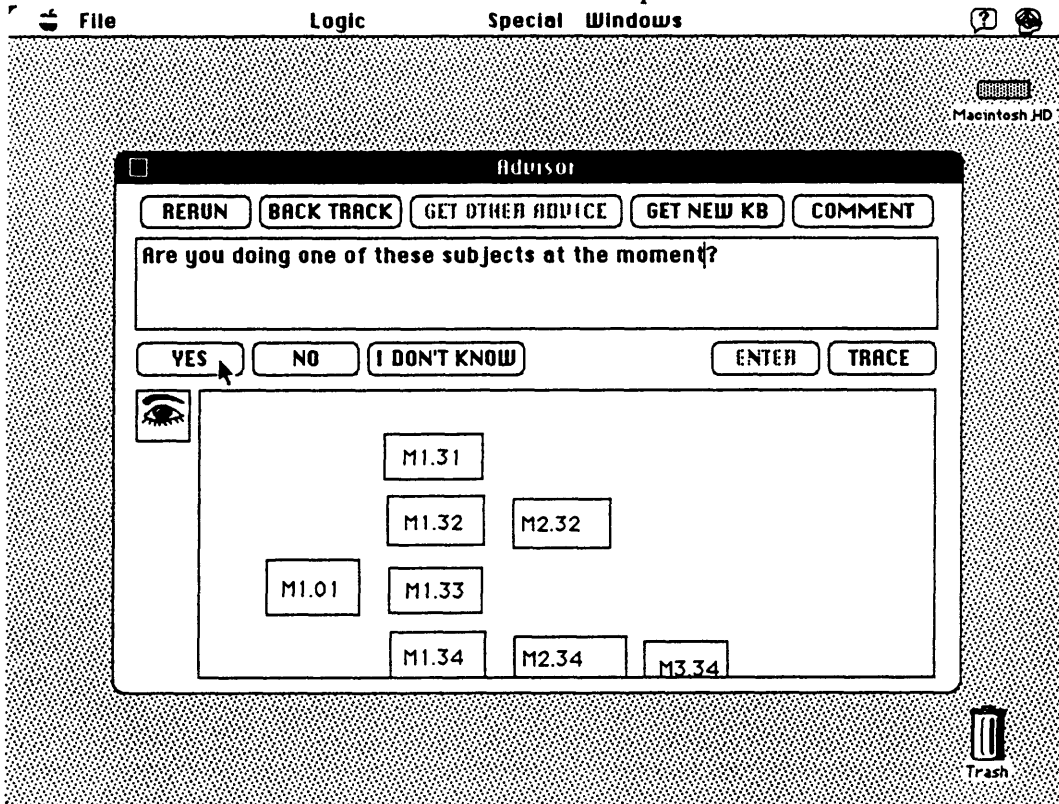 File Logic Special Windows ?
Macintosh HD
Advisor
RERUN BACK TRACK GET OTHER ADVICE GET NEW KB COMMENT
Are you doing one of these subjects at the moment?
YES NO I DON'T KNOW ENTER TRACE
M1.31
M1.32 M2.32
M1.01 M1.33
M1.34 M2.34 M3.34
Trash